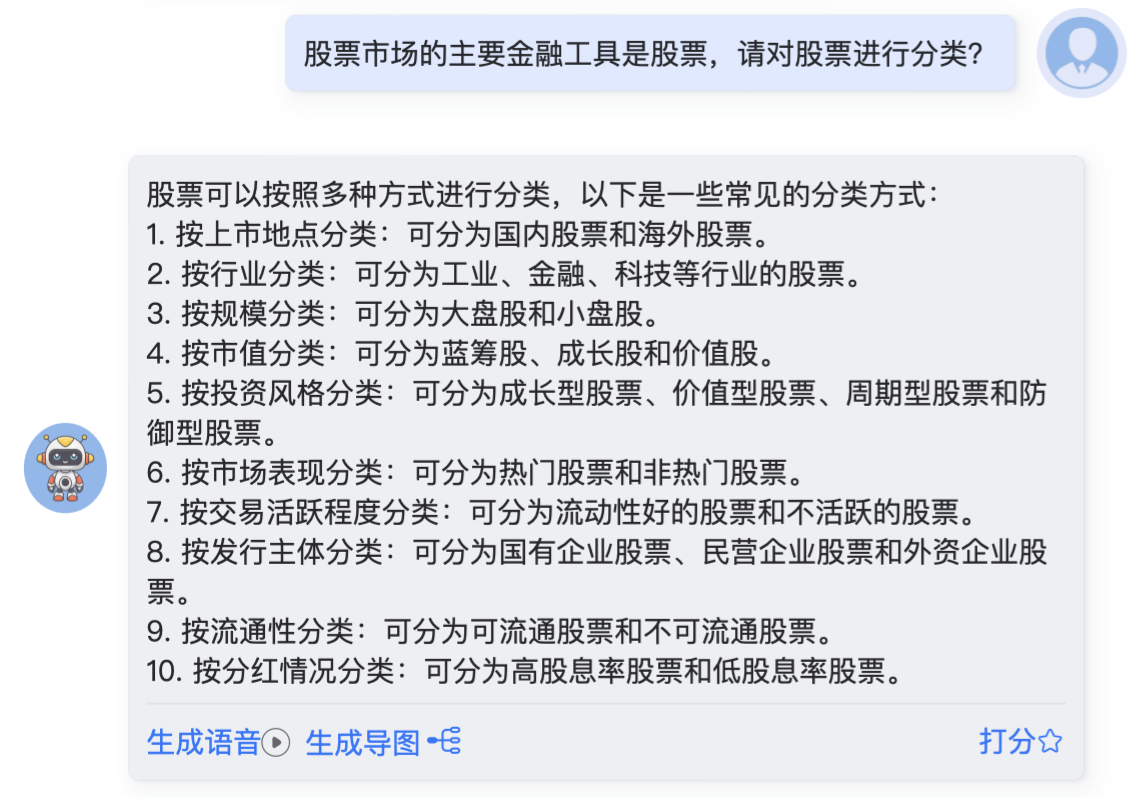 股票市场的主要金融工具是股票，请对股票进行分类？
股票可以按照多种方式进行分类，以下是一些常见的分类方式：
1. 按上市地点分类：可分为国内股票和海外股票。
2. 按行业分类：可分为工业、金融、科技等行业的股票。
3. 按规模分类：可分为大盘股和小盘股。
4. 按市值分类：可分为蓝筹股、成长股和价值股。
5. 按投资风格分类：可分为成长型股票、价值型股票、周期型股票和防
御型股票。
6. 按市场表现分类：可分为热门股票和非热门股票。
7. 按交易活跃程度分类：可分为流动性好的股票和不活跃的股票。
8. 按发行主体分类：可分为国有企业股票、民营企业股票和外资企业股
票。
9. 按流通性分类：可分为可流通股票和不可流通股票。
10. 按分红情况分类：可分为高股息率股票和低股息率股票。
生成语音 生成导图 打分